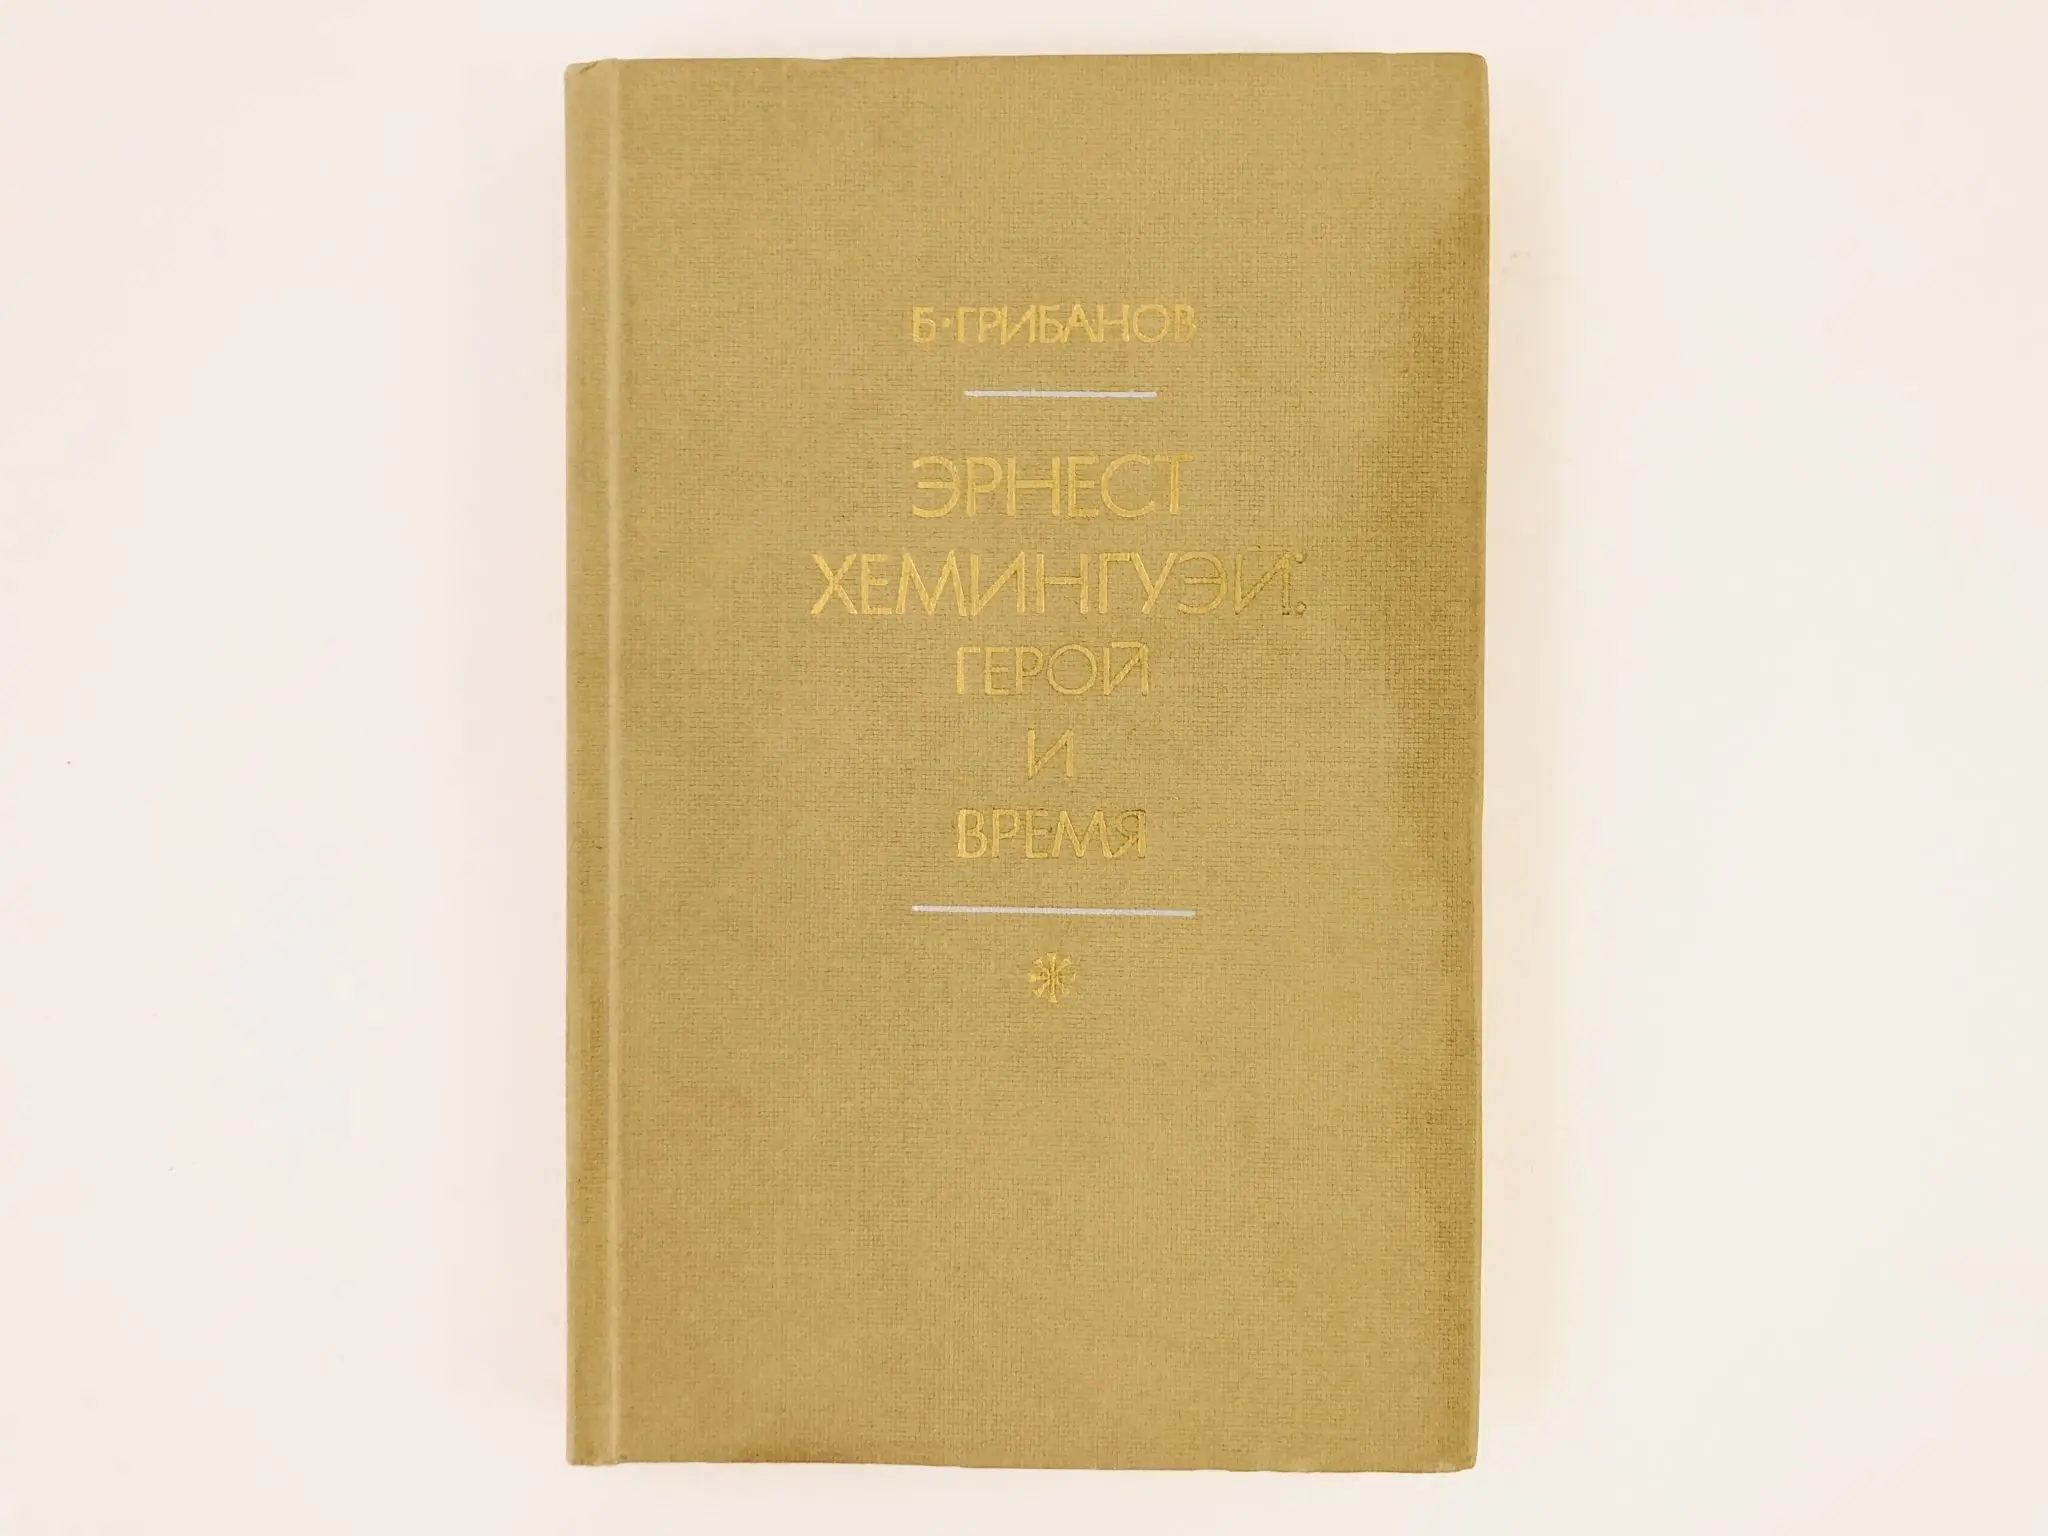 Б·ГРИБАНОВ
ЭРНЕСТ
ХЕМИНГУЭЙ:
ГЕРОЙ
И
ВРЕМЯ